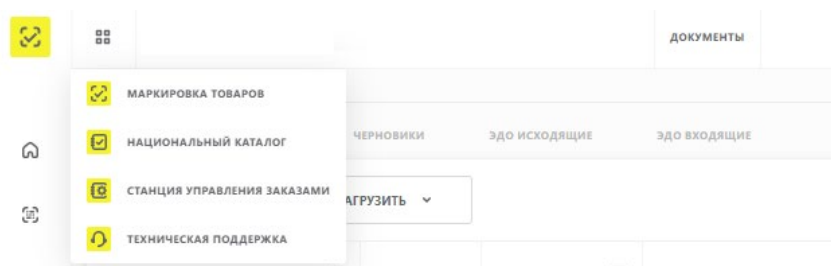 ДОКУМЕНТЫ
МАРКИРОВКА ТОВАРОВ
НАЦИОНАЛЬНЫЙ КАТАЛОГ
ЧЕРНОВИКИ
ЭДО ИСХОДЯЩИЕ
ЭДО ВХОДЯЩИЕ
СТАНЦИЯ УПРАВЛЕНИЯ ЗАКАЗАМИ
АГРУЗИТЬ
ТЕХНИЧЕСКАЯ ПОДДЕРЖКА